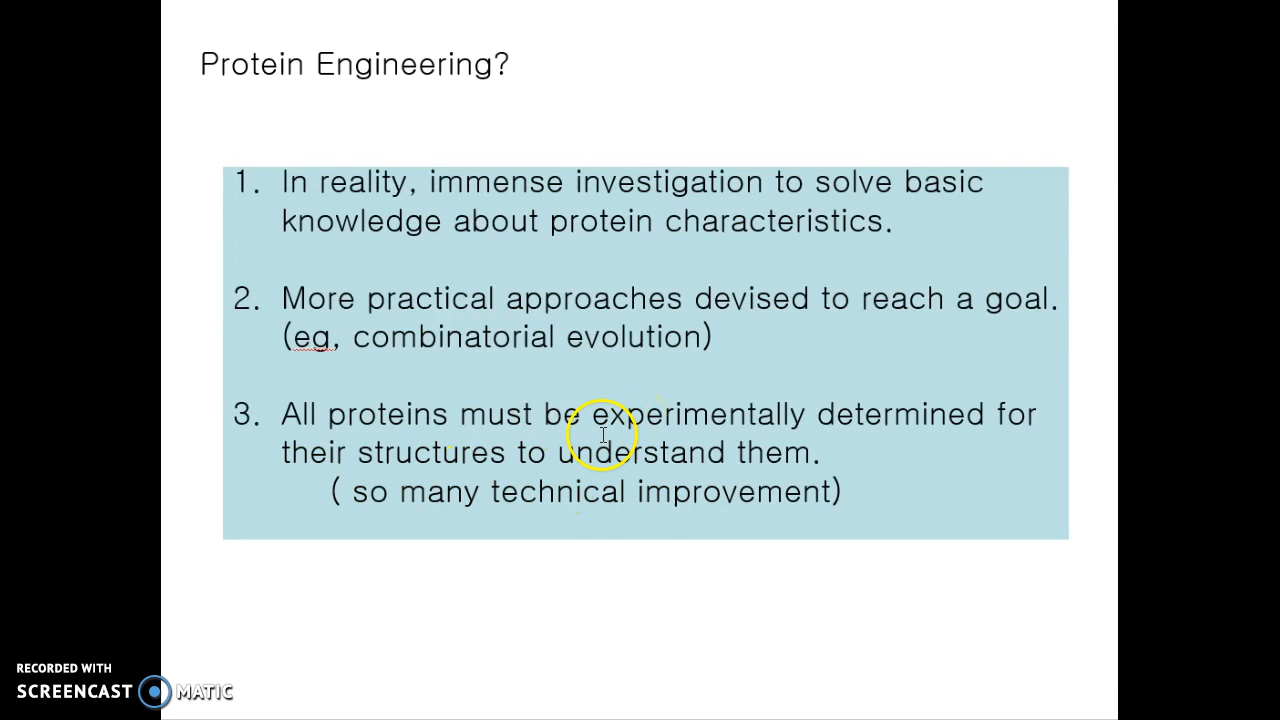 Protein Engineering?
1. In reality, immense investigation to solve basic
knowledge about protein characteristics.
2. More practical approaches devised to reach a goal.
(eg, combinatorial evolution)
3. All proteins must be experimentally determined for
their structures to understand them.
( so many technical improvement)
RECORDED WITH
SCREENCAST MATIC